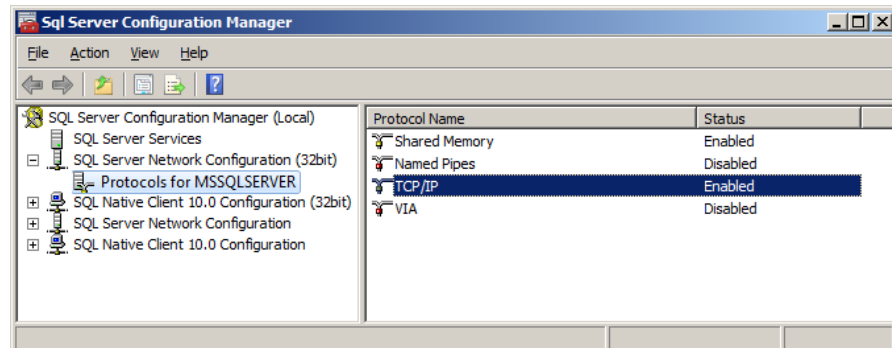 Sql Server Configuration Manager
File Action View Help
SQL Server Configuration Manager (Local)
SQL Server Services
SQL Server Network Configuration (32bit)
Protocols for MSSQLSERVER
SQL Native Client 10.0 Configuration (32bit)
SQL Server Network Configuration
SQL Native Client 10.0 Configuration
Protocol Name Status
Shared Memory Enabled
Named Pipes Disabled
TCP/IP Enabled
VIA Disabled